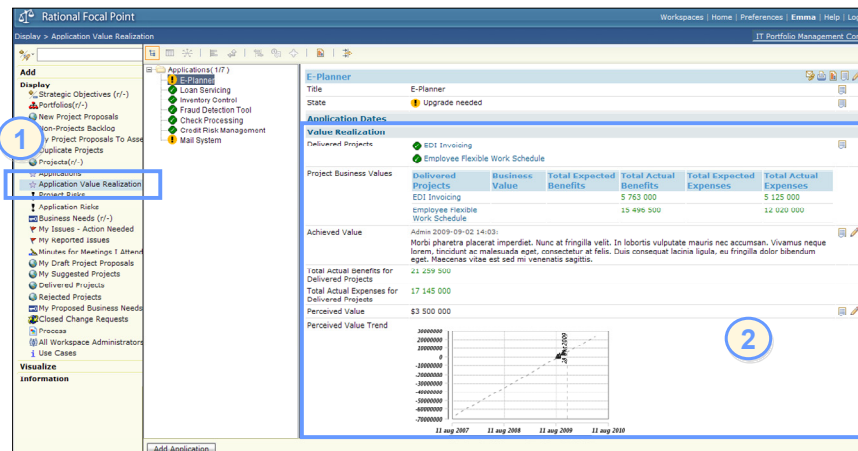 Rational Focal Point
Workspaces | Home | Preferences | Emma | Help | Log
Display > Application Value Realization
IT Portfolio Management Con
Add
Display
Strategic Objectives (r/-)
Portfolios(r/-)
New Project Proposals
Non-Projects Backlog
My Project Proposals To Asse
Duplicate Projects
Projects(r/-)
Applications
Application Value Realization
Project Risks
Application Risks
Business Needs (r/-)
My Issues - Action Needed
My Reported Issues
Minutes for Meetings I Attend
My Draft Project Proposals
My Suggested Projects
Delivered Projects
Rejected Projects
My Proposed Business Needs
Closed Change Requests
Process
All Workspace Administrators
Use Cases
Visualize
Information
1
Applications(1/7 )
E-Planner
Loan Servicing
Inventory Control
Fraud Detection Tool
Check Processing
Credit Risk Management
Mail System
Add Application
E-Planner
Title E-Planner
State Upgrade needed
Application Dates
Value Realization
Delivered Projects EDI Invoicing
Employee Flexible Work Schedule
Project Business Values
Delivered Projects Business Value Total Expected Benefits Total Actual Benefits Total Expected Expenses Total Actual Expenses
EDI Invoicing 5 763 000 5 125 000
Employee Flexible Work Schedule 15 496 500 12 020 000
Achieved Value Admin 2009-09-02 14:03:
Morbi pharetra placerat imperdiet. Nunc at fringilla velit. In lobortis vulputate mauris nec accumsan. Vivamus neque
lorem, tincidunt ac malesuada eget, consectetur at felis. Duis consequat lacinia ligula, eu fringilla dolor bibendum
eget. Maecenas vitae est sed mi venenatis sagittis.
Total Actual Benefits for Delivered Projects 21 259 500
Total Actual Expenses for Delivered Projects 17 145 000
Perceived Value $3 500 000
Perceived Value Trend
30000000
20000000
10000000
0
-10000000
-20000000
-30000000
-40000000
-50000000
-60000000
-70000000
11 aug 2007 11 aug 2008 11 aug 2009 11 aug 2010
2